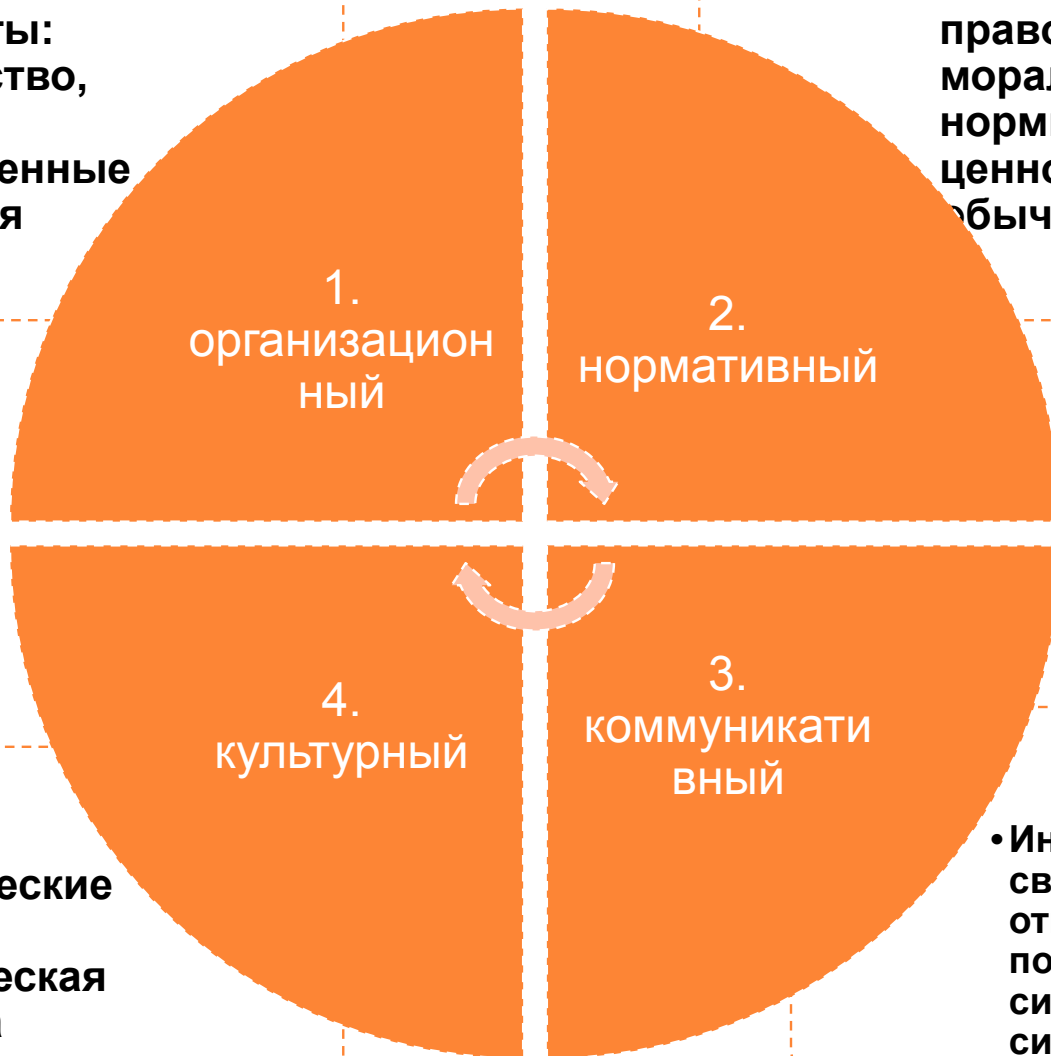 ты:
ство,
енные
я
право
мора
норм
ценно
обыч
1.
организацион
ный
2.
нормативный
4.
культурный
3.
коммуникати
вный
еские
еская
• Ин
св
от
по
си
си